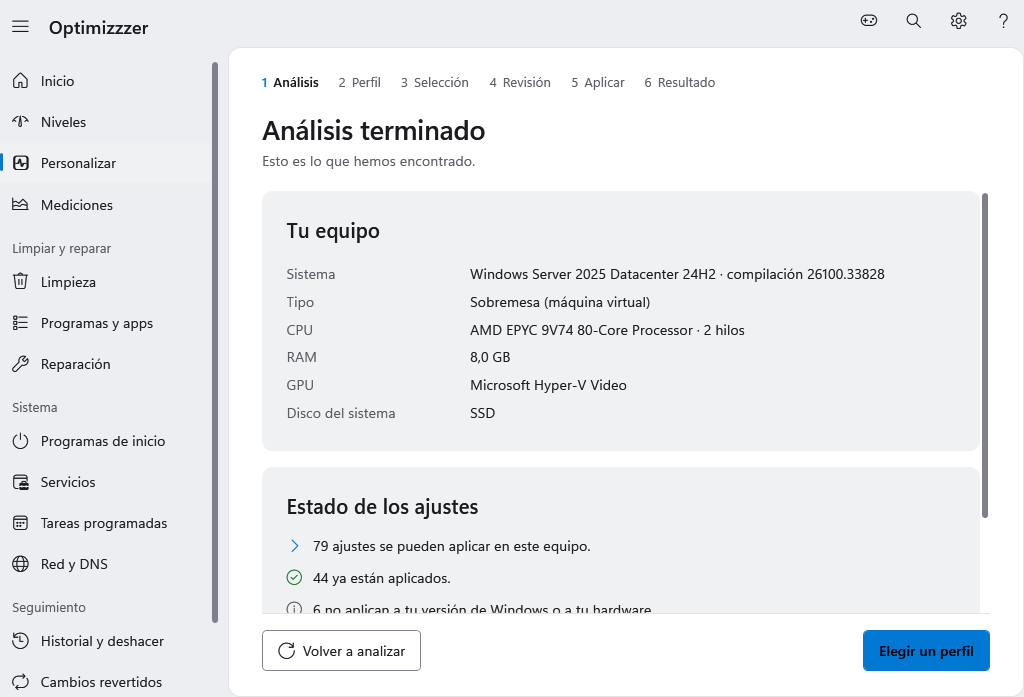 Optimizzzer
Inicio
Niveles
Personalizar
Mediciones
Limpiar y reparar
Limpieza
Programas y apps
Reparación
Sistema
Programas de inicio
Servicios
Tareas programadas
Red y DNS
Seguimiento
Historial y deshacer
Cambios revertidos
1 Análisis 2 Perfil 3 Selección 4 Revisión 5 Aplicar 6 Resultado
Análisis terminado
Esto es lo que hemos encontrado.
Tu equipo
Sistema Windows Server 2025 Datacenter 24H2 · compilación 26100.33828
Tipo Sobremesa (máquina virtual)
CPU AMD EPYC 9V74 80-Core Processor · 2 hilos
RAM 8,0 GB
GPU Microsoft Hyper-V Video
Disco del sistema SSD
Estado de los ajustes
79 ajustes se pueden aplicar en este equipo.
44 ya están aplicados.
6 no aplican a tu versión de Windows o a tu hardware
Volver a analizar
Elegir un perfil